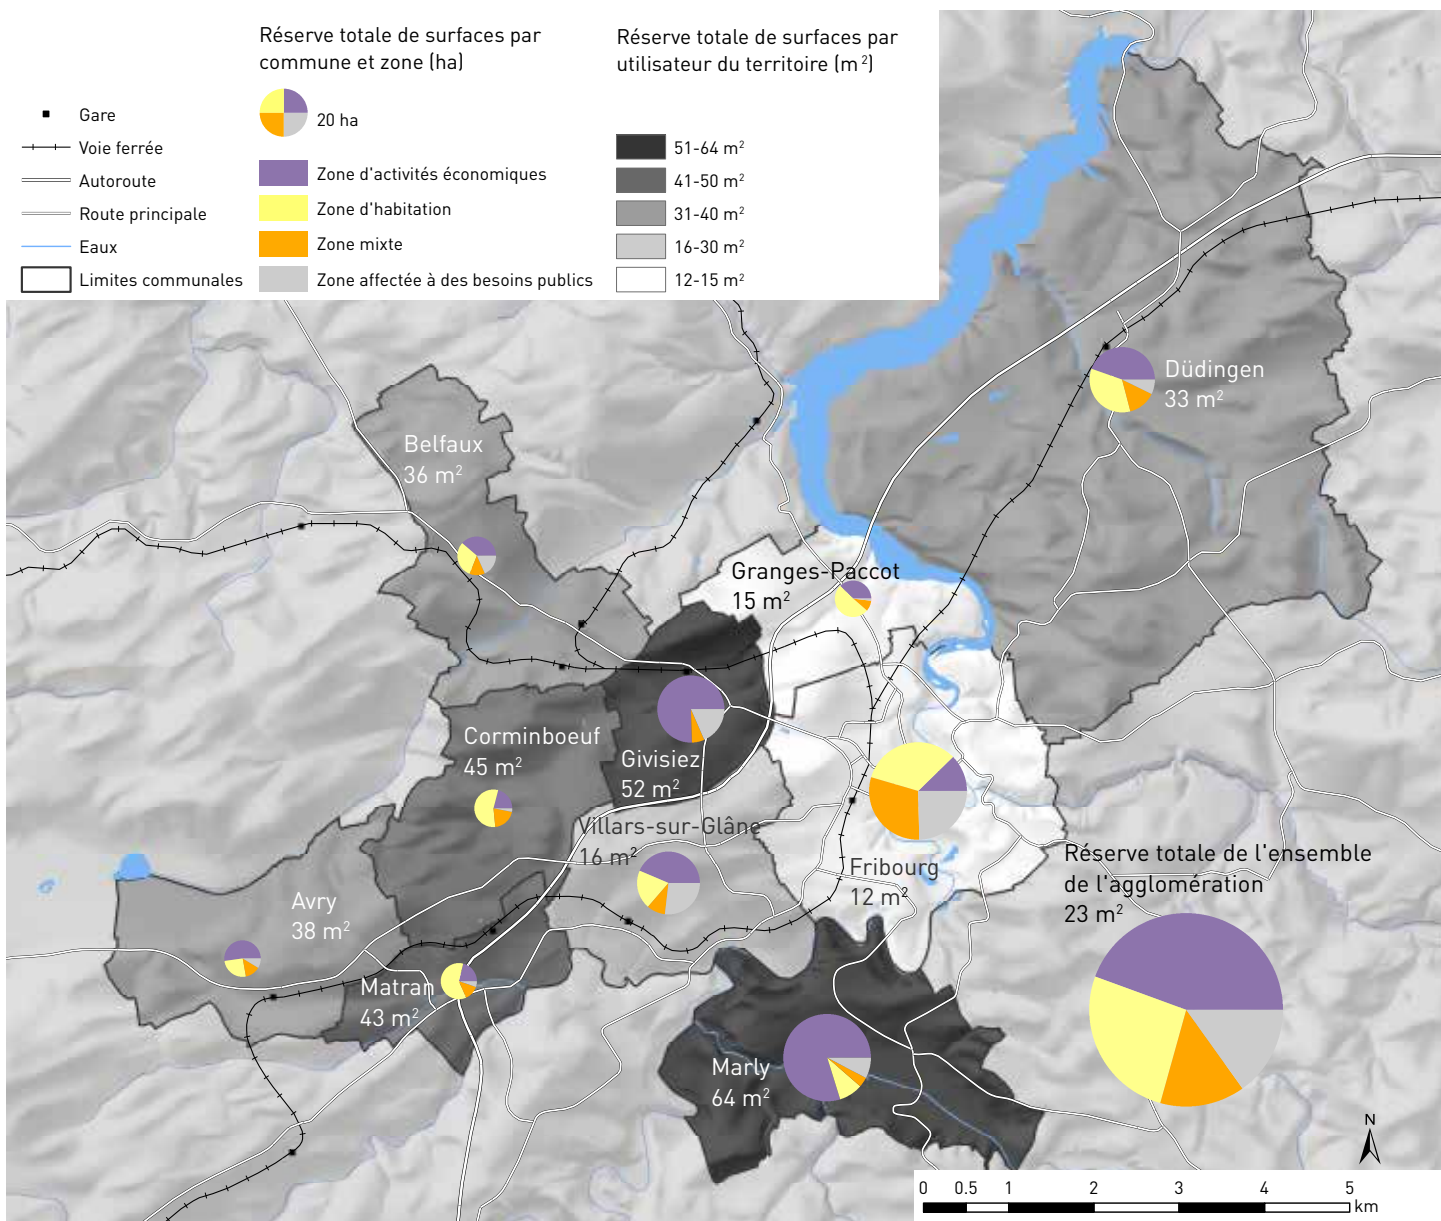 Gare
Voie ferrée
Autoroute
Route principale
Eaux
Limites communales
Réserve totale de surfaces par
commune et zone (ha)
20 ha
Zone d'activités économiques
Zone d'habitation
Zone mixte
Zone affectée à des besoins publics
Réserve totale de surfaces par
utilisateur du territoire (m²)
51-64 m²
41-50 m²
31-40 m²
16-30 m²
12-15 m²
Düdingen
33 m²
Belfaux
36 m²
Granges-Paccot
15 m²
Corminboeuf
45 m²
Givisiez
52 m²
Villars-sur-Glâne
16 m²
Fribourg
12 m²
Réserve totale de l'ensemble
de l'agglomération
23 m²
Avry
38 m²
Matran
43 m²
Marly
64 m²
N
0 0.5 1 2 3 4 5
km